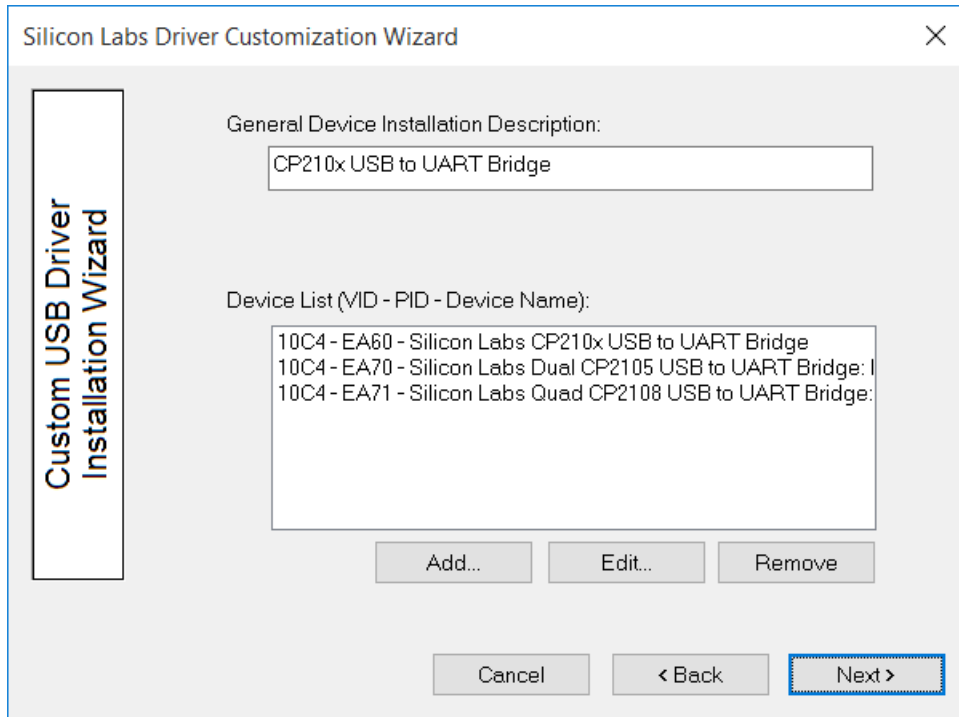 Silicon Labs Driver Customization Wizard
Custom USB Driver
Installation Wizard
General Device Installation Description:
CP210x USB to UART Bridge
Device List (VID - PID - Device Name):
10C4 - EA60 - Silicon Labs CP210x USB to UART Bridge
10C4 - EA70 - Silicon Labs Dual CP2105 USB to UART Bridge: I
10C4 - EA71 - Silicon Labs Quad CP2108 USB to UART Bridge:
Add... Edit... Remove
Cancel < Back Next >